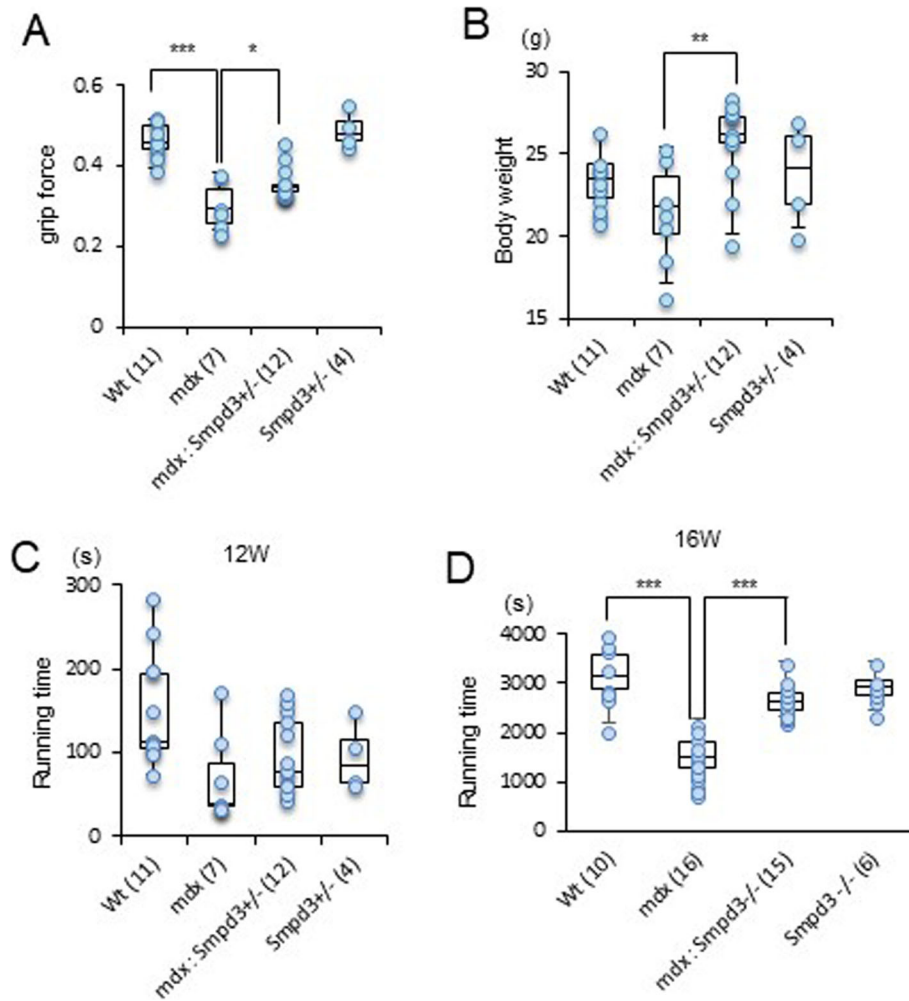 A
*** *
grip force
0.6
0.4
0.2
0
Wt (11)
mdx (7)
mdx : Smpd3+/- (12)
Smpd3+/- (4)
B
(g)
**
Body weight
30
25
20
15
Wt (11)
mdx (7)
mdx : Smpd3+/- (12)
Smpd3+/- (4)
C
(s)
12W
Running time
300
200
100
0
Wt (11)
mdx (7)
mdx : Smpd3+/- (12)
Smpd3+/- (4)
D
16W
*** ***
(s)
Running time
4000
3000
2000
1000
0
Wt (10)
mdx (16)
mdx : Smpd3-/- (15)
Smpd3-/- (6)